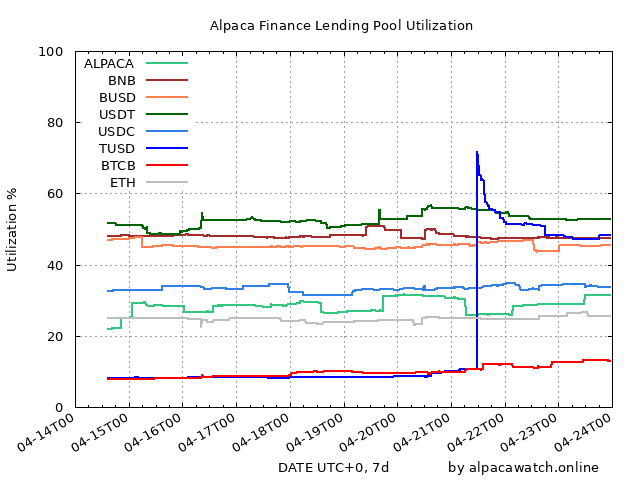 Alpaca Finance Lending Pool Utilization
100
80
60
40
20
0
Utilization %
ALPACA
BNB
BUSD
USDT
USDC
TUSD
BTCB
ETH
04-14T00
04-15T00
04-16T00
04-17T00
04-18T00
04-19T00
04-20T00
04-21T00
04-22T00
04-23T00
04-24T00
DATE UTC+0, 7d
by alpacawatch.online